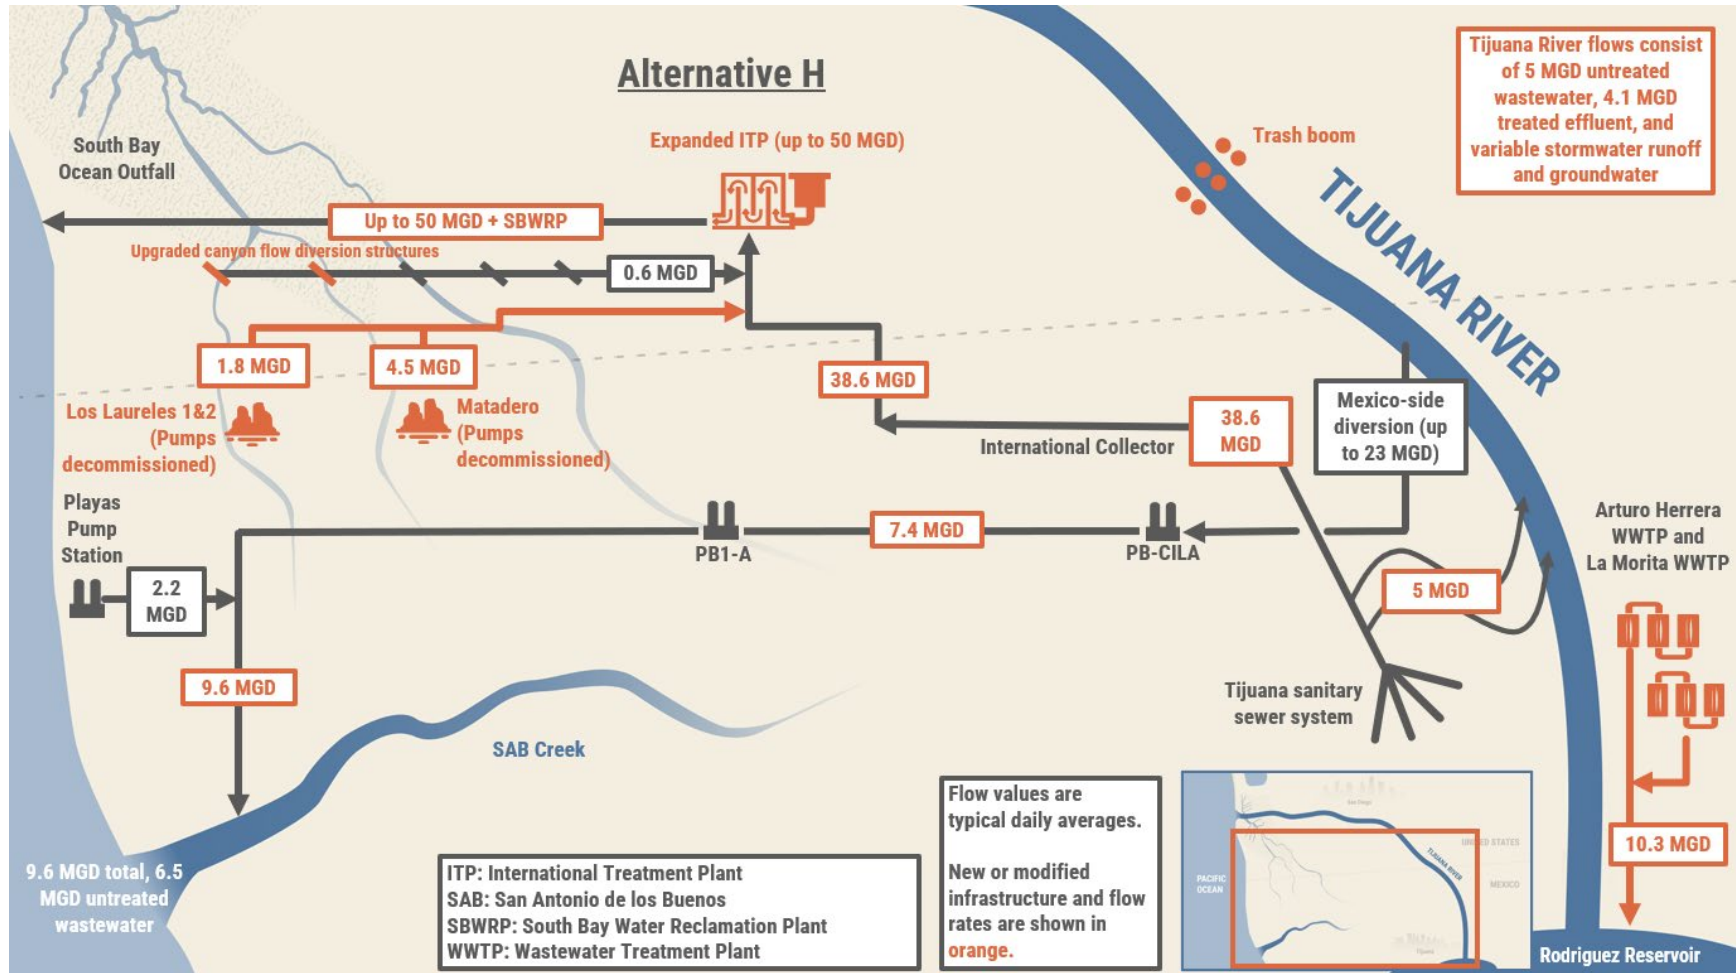 Alternative H
Tijuana River flows consist
of 5 MGD untreated
wastewater, 4.1 MGD
treated effluent, and
variable stormwater runoff
and groundwater
South Bay
Ocean Outfall
Expanded ITP (up to 50 MGD)
Trash boom
TIJUANA RIVER
Up to 50 MGD + SBWRP
Upgraded canyon flow diversion structures
0.6 MGD
1.8 MGD
4.5 MGD
38.6 MGD
Los Laureles 1&2
(Pumps
decommissioned)
Matadero
(Pumps
decommissioned)
International Collector
38.6
MGD
Mexico-side
diversion (up
to 23 MGD)
Playas
Pump
Station
2.2
MGD
PB1-A
7.4 MGD
PB-CILA
5 MGD
Arturo Herrera
WWTP and
La Morita WWTP
9.6 MGD
SAB Creek
Tijuana sanitary
sewer system
10.3 MGD
9.6 MGD total, 6.5
MGD untreated
wastewater
ITP: International Treatment Plant
SAB: San Antonio de los Buenos
SBWRP: South Bay Water Reclamation Plant
WWTP: Wastewater Treatment Plant
Flow values are
typical daily averages.
New or modified
infrastructure and flow
rates are shown in
orange.
San Diego
UNITED STATES
MEXICO
TIJUANA RIVER
PACIFIC
OCEAN
Tijuana
Rodriguez Reservoir